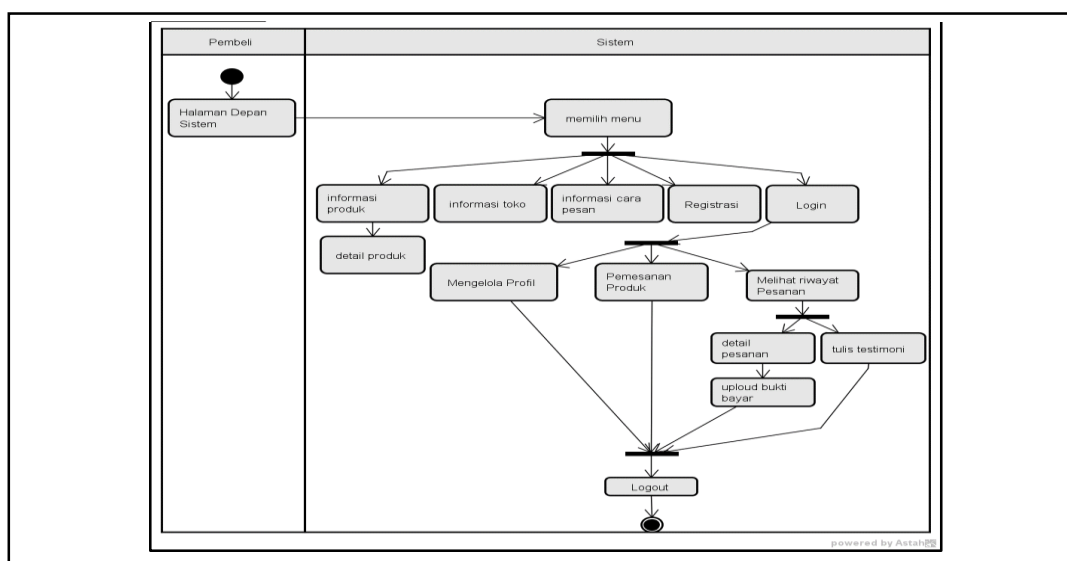 Pembeli
Sistem
Halaman Depan
Sistem
memilih menu
informasi
produk
informasi toko
informasi cara
pesan
Registrasi
Login
detail produk
Mengelola Profil
Pemesanan
Produk
Melihat riwayat
Pesanan
detail
pesanan
tulis testimoni
uploud bukti
bayar
Logout
powered by Astah